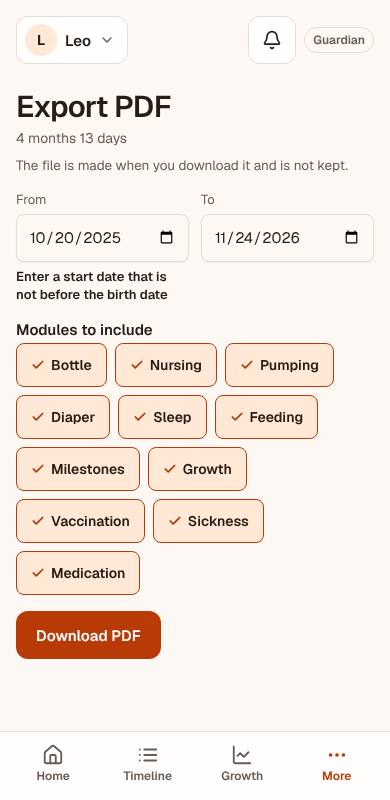 L Leo Guardian
Export PDF
4 months 13 days
The file is made when you download it and is not kept.
From To
10/20/2025 11/24/2026
Enter a start date that is
not before the birth date
Modules to include
Bottle Nursing Pumping
Diaper Sleep Feeding
Milestones Growth
Vaccination Sickness
Medication
Download PDF
Home Timeline Growth More